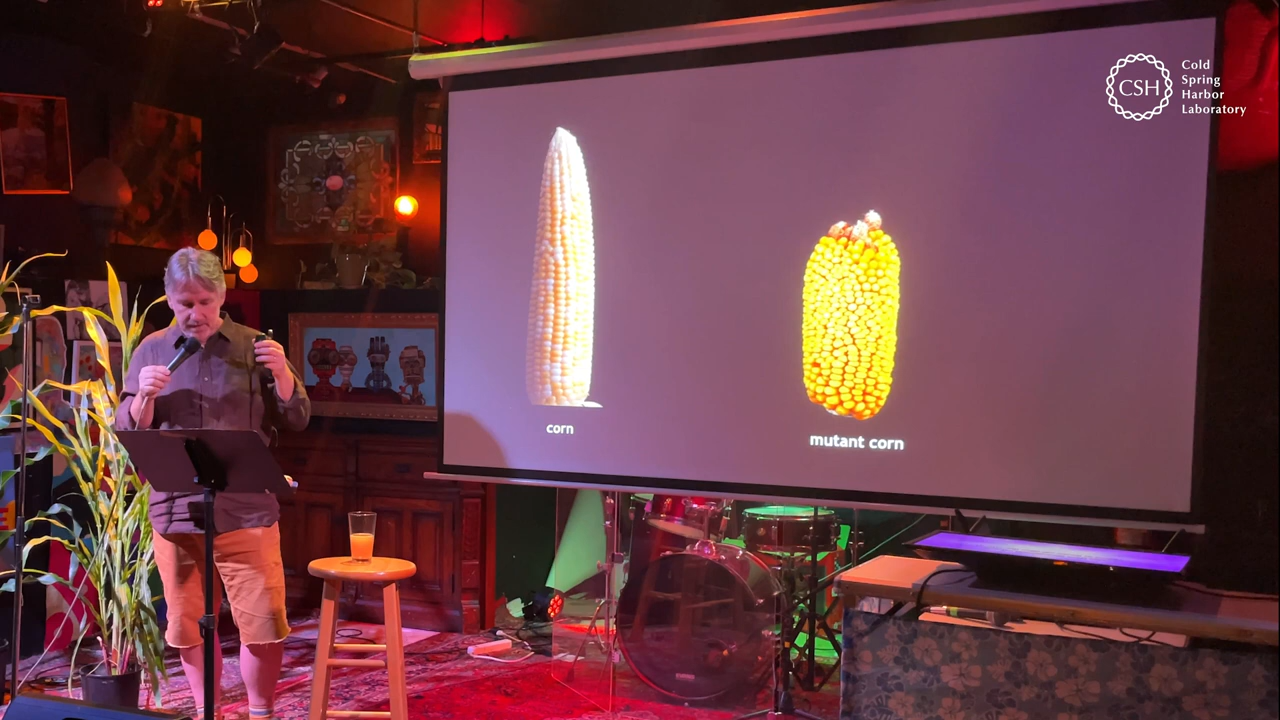 CSH
Cold
Spring
Harbor
Laboratory
corn
mutant corn